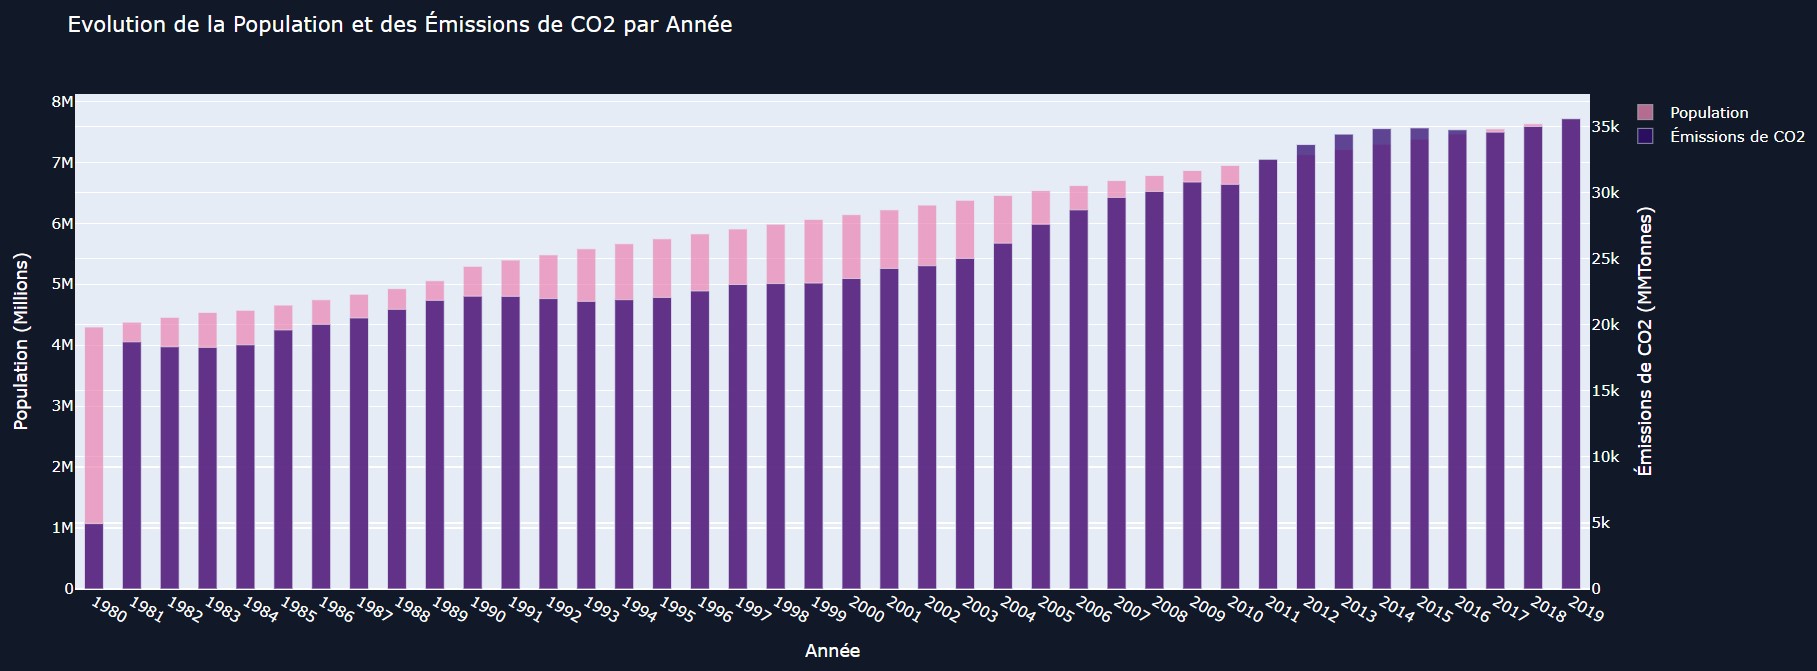 Evolution de la Population et des Émissions de CO2 par Année
Population (Millions)
8M
7M
6M
5M
4M
3M
2M
1M
0
35k
30k
25k
20k
15k
10k
5k
0
Émissions de CO2 (MMTonnes)
Population
Émissions de CO2
1980
1981
1982
1983
1984
1985
1986
1987
1988
1989
1990
1991
1992
1993
1994
1995
1996
1997
1998
1999
2000
2001
2002
2003
2004
2005
2006
2007
2008
2009
2010
2011
2012
2013
2014
2015
2016
2017
2018
2019
Année